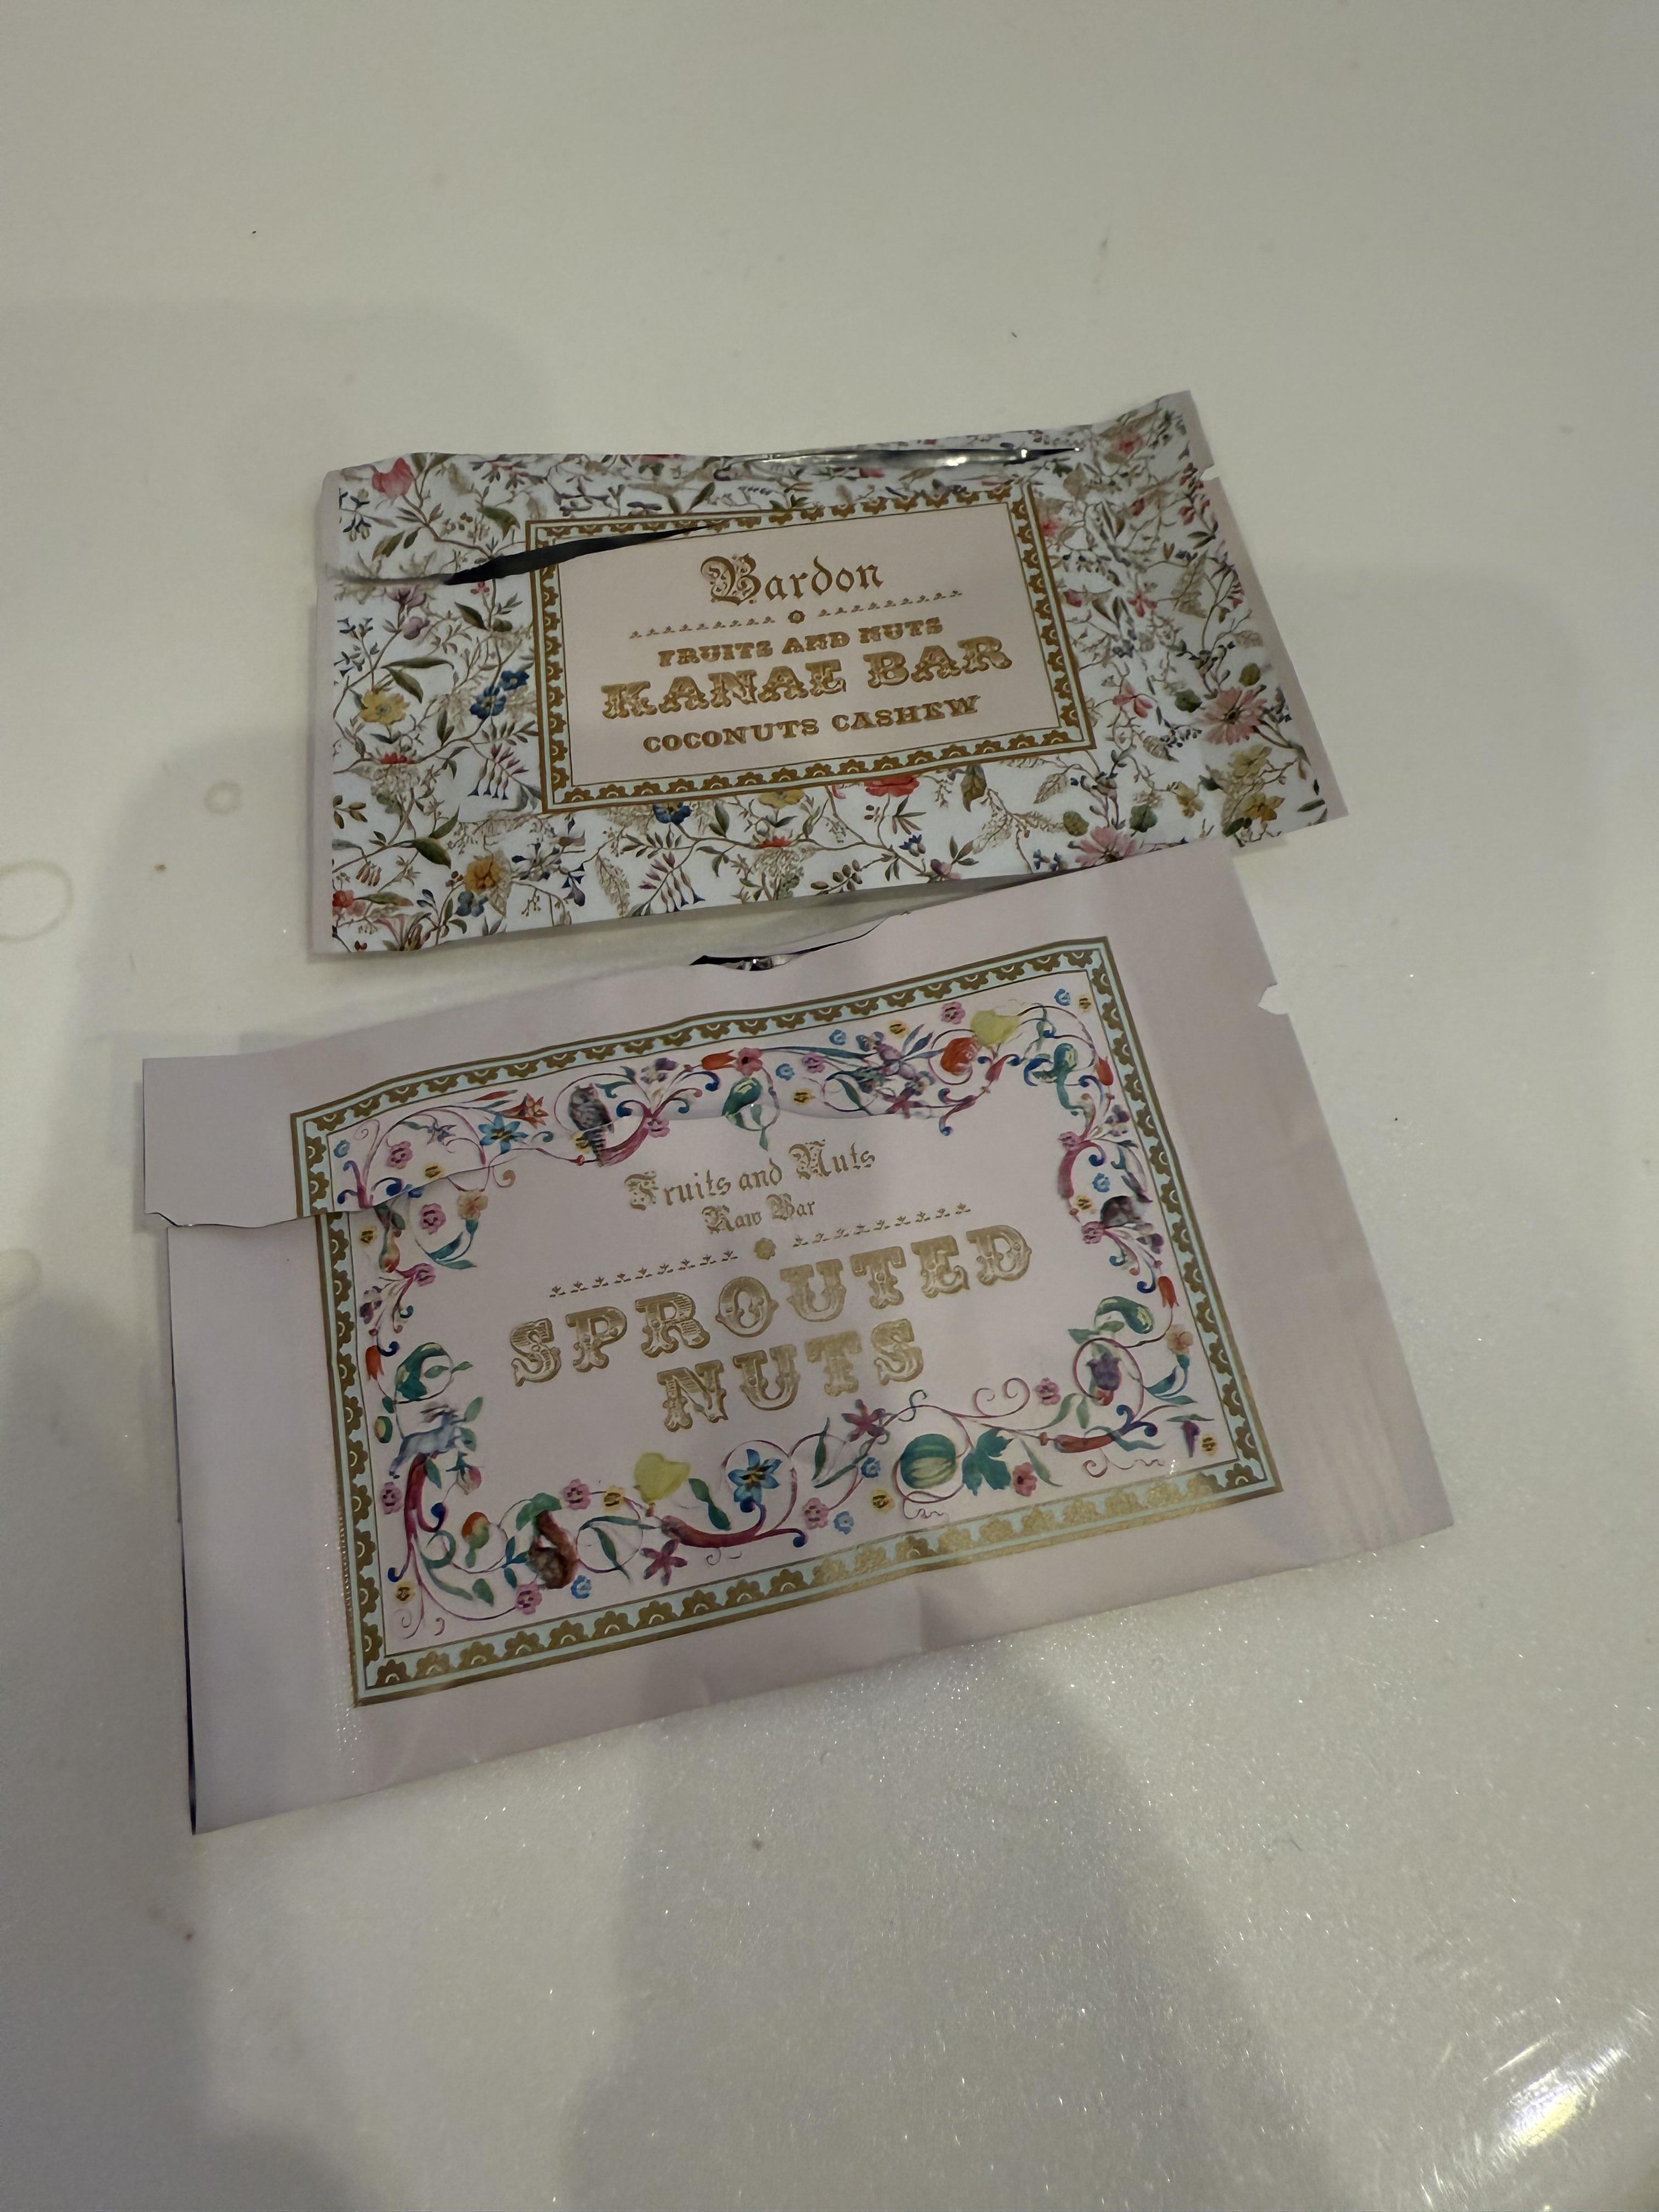 Bardon
FRUITS AND NUTS
KANAE BAR
COCONUTS CASHEW
Fruits and Nuts
Raw Bar
SPROUTED
NUTS